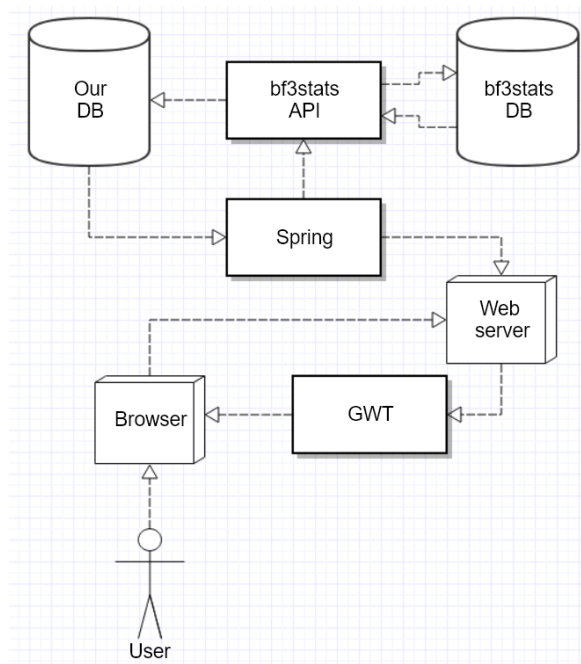 Our
DB
bf3stats
API
bf3stats
DB
Spring
Web
server
Browser
GWT
User